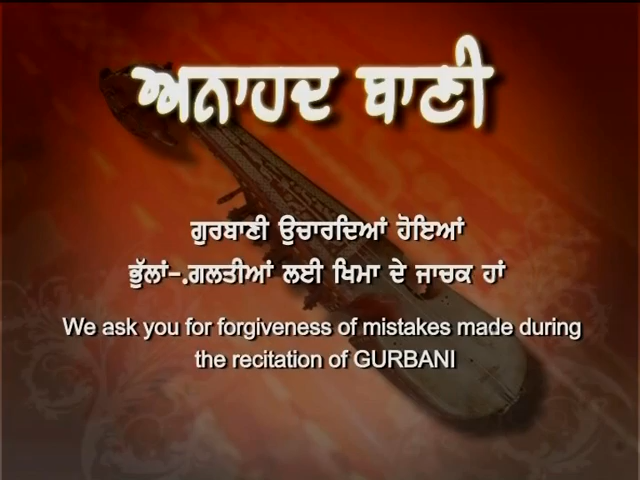 ਅਨਾਹਦ ਬਾਣੀ
ਗੁਰਬਾਣੀ ਉਚਾਰਦਿਆਂ ਹੋਇਆਂ
ਭੁੱਲਾਂ-.ਗਲਤੀਆਂ ਲਈ ਖਿਮਾ ਦੇ ਜਾਚਕ ਹਾਂ
We ask you for forgiveness of mistakes made during
the recitation of GURBANI